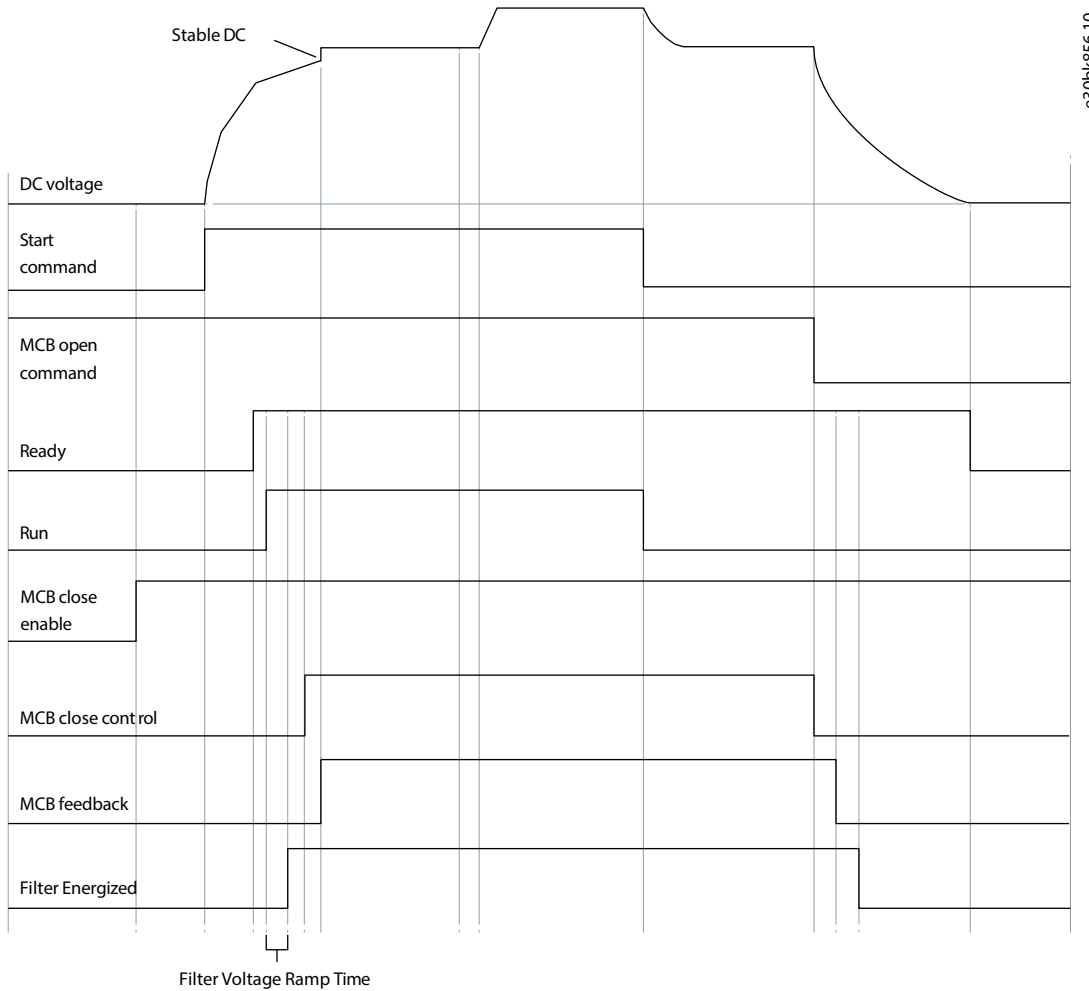 Stable DC
DC voltage
Start
command
MCB open
command
Ready
Run
MCB close
enable
MCB close control
MCB feedback
Filter Energized
Filter Voltage Ramp Time